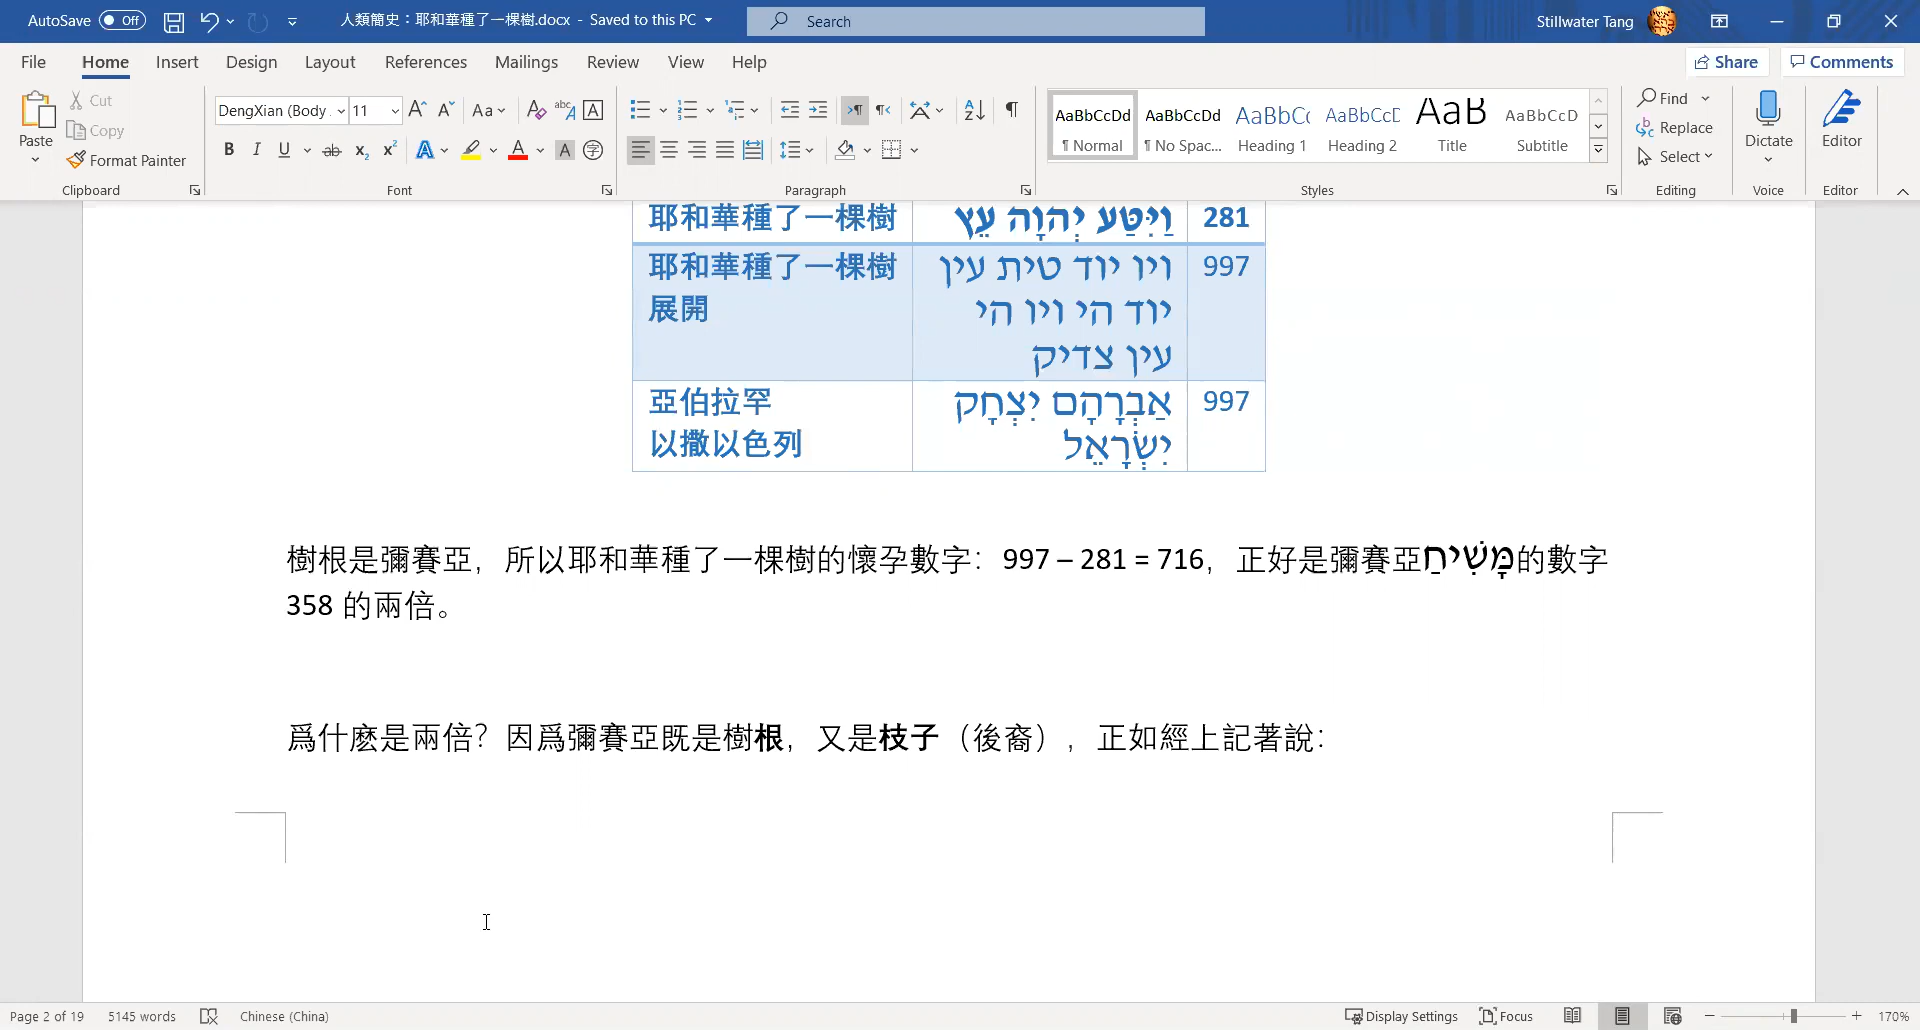 AutoSave Off 人類簡史：耶和華種了一棵樹.docx - Saved to this PC Search Stillwater Tang
File Home Insert Design Layout References Mailings Review View Help Share Comments
Paste Cut Copy Format Painter
DengXian (Body 11 Aa
AaBbCcDd AaBbCcDd AaBbCc AaBbCcD AaB AaBbCcD
¶ Normal ¶ No Spac... Heading 1 Heading 2 Title Subtitle
Find Replace Select Dictate Editor
Clipboard Font Paragraph Styles Editing Voice Editor
耶和華種了一棵樹 וַיִּטַּע יְהוָה עֵץ 281
耶和華種了一棵樹 ויו יוד טית עין 997
展開 יוד הי ויו הי
עין צדיק
亞伯拉罕 אַבְרָהָם יִצְחָק 997
以撒以色列 יִשְׂרָאֵל
樹根是彌賽亞，所以耶和華種了一棵樹的懷孕數字：997 – 281 = 716，正好是彌賽亞מָּשִׁיחַ的數字
358 的兩倍。
爲什麽是兩倍？因爲彌賽亞既是樹根，又是枝子（後裔），正如經上記著說：
Page 2 of 19 5145 words Chinese (China) Display Settings Focus 170%